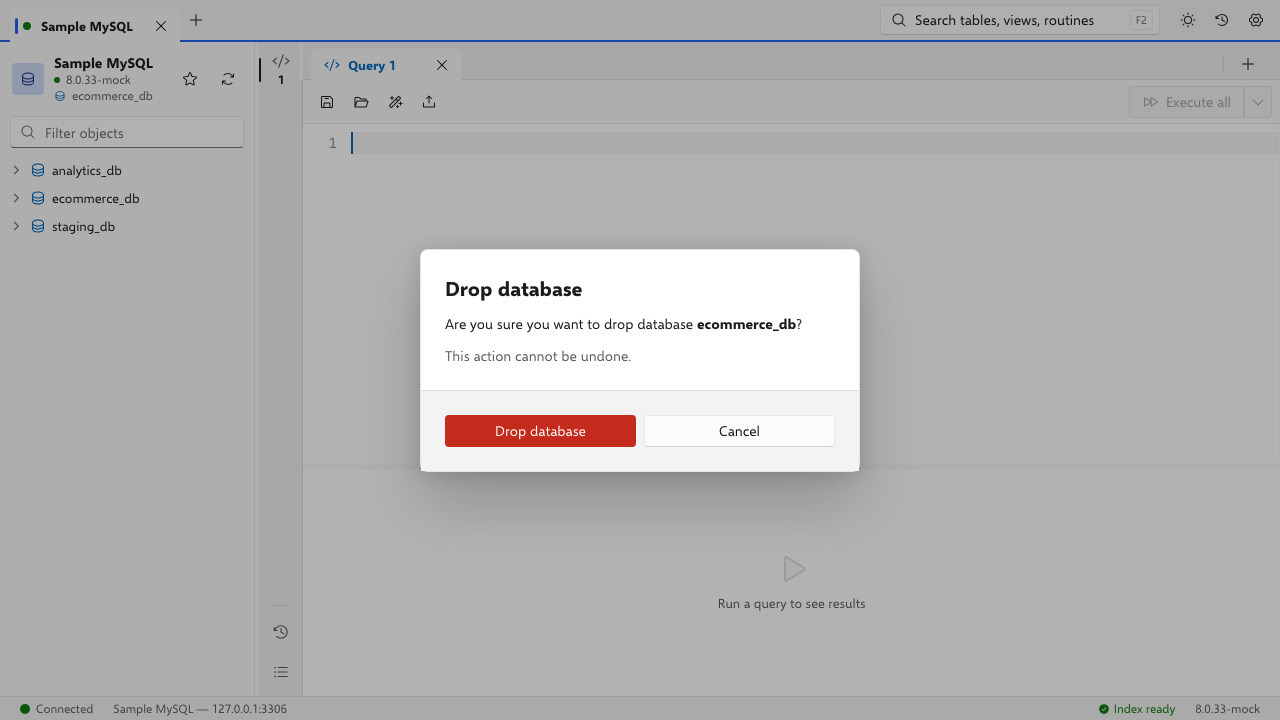 Sample MySQL
Search tables, views, routines
F2
Sample MySQL
8.0.33-mock
ecommerce_db
Filter objects
analytics_db
ecommerce_db
staging_db
1
Query 1
Execute all
1
Drop database
Are you sure you want to drop database ecommerce_db?
This action cannot be undone.
Drop database
Cancel
Run a query to see results
Connected
Sample MySQL — 127.0.0.1:3306
Index ready
8.0.33-mock